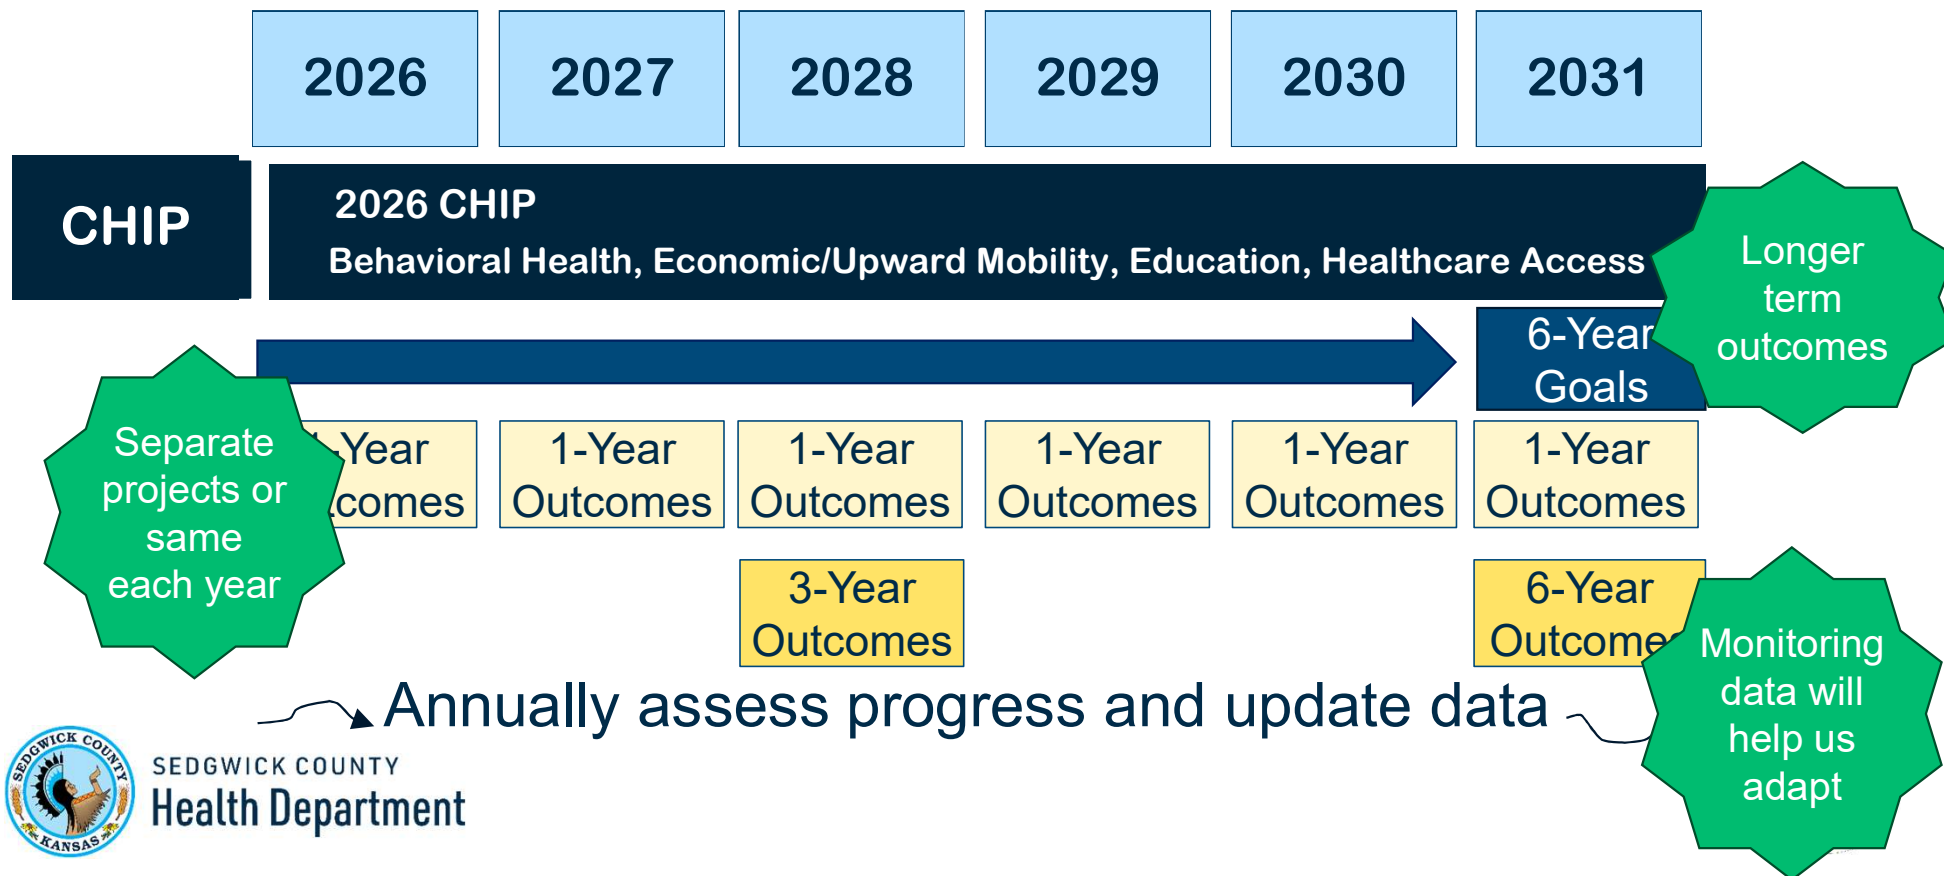 2026
2027
2028
2029
2030
2031
CHIP
2026 CHIP
Behavioral Health, Economic/Upward Mobility, Education, Healthcare Access
Longer
term
outcomes
6-Year
Goals
Separate
projects or
same
each year
-Year
comes
1-Year
Outcomes
1-Year
Outcomes
1-Year
Outcomes
1-Year
Outcomes
1-Year
Outcomes
3-Year
Outcomes
6-Year
Outcomes
Monitoring
data will
help us
adapt
Annually assess progress and update data
SEDGWICK COUNTY
KANSAS
SEDGWICK COUNTY
Health Department